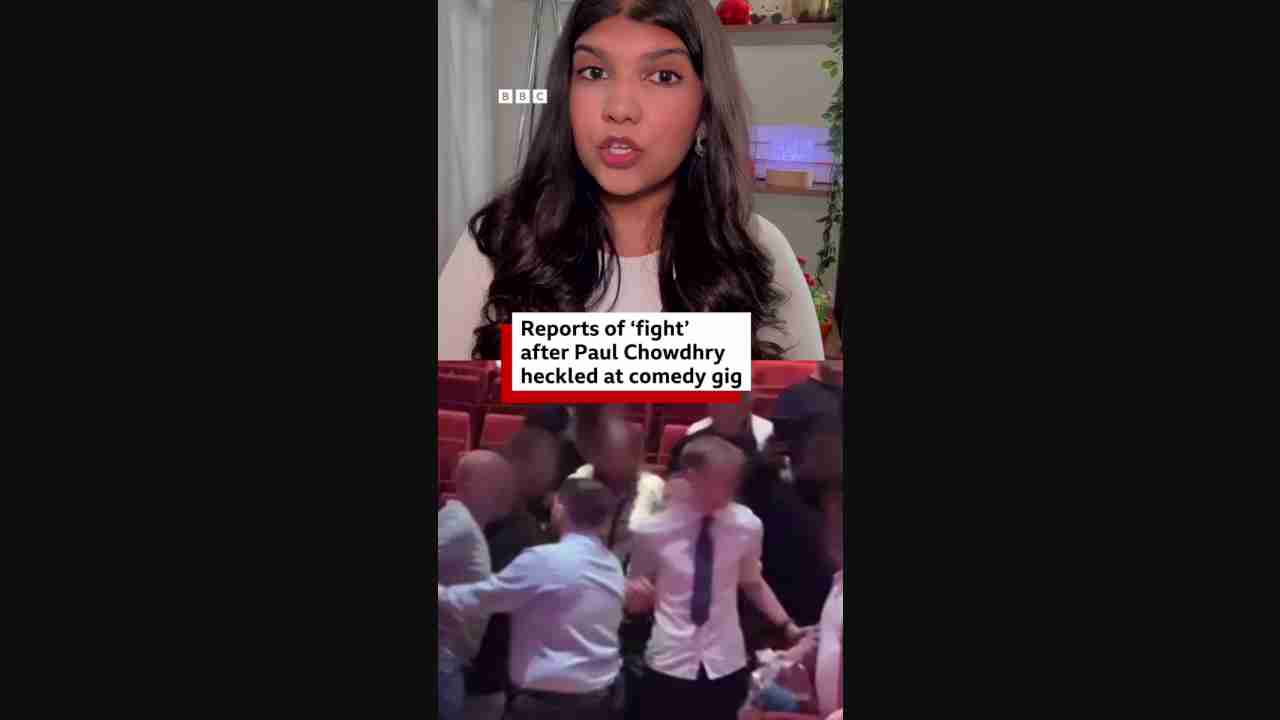 BBC
Reports of ‘fight’
after Paul Chowdhry
heckled at comedy gig